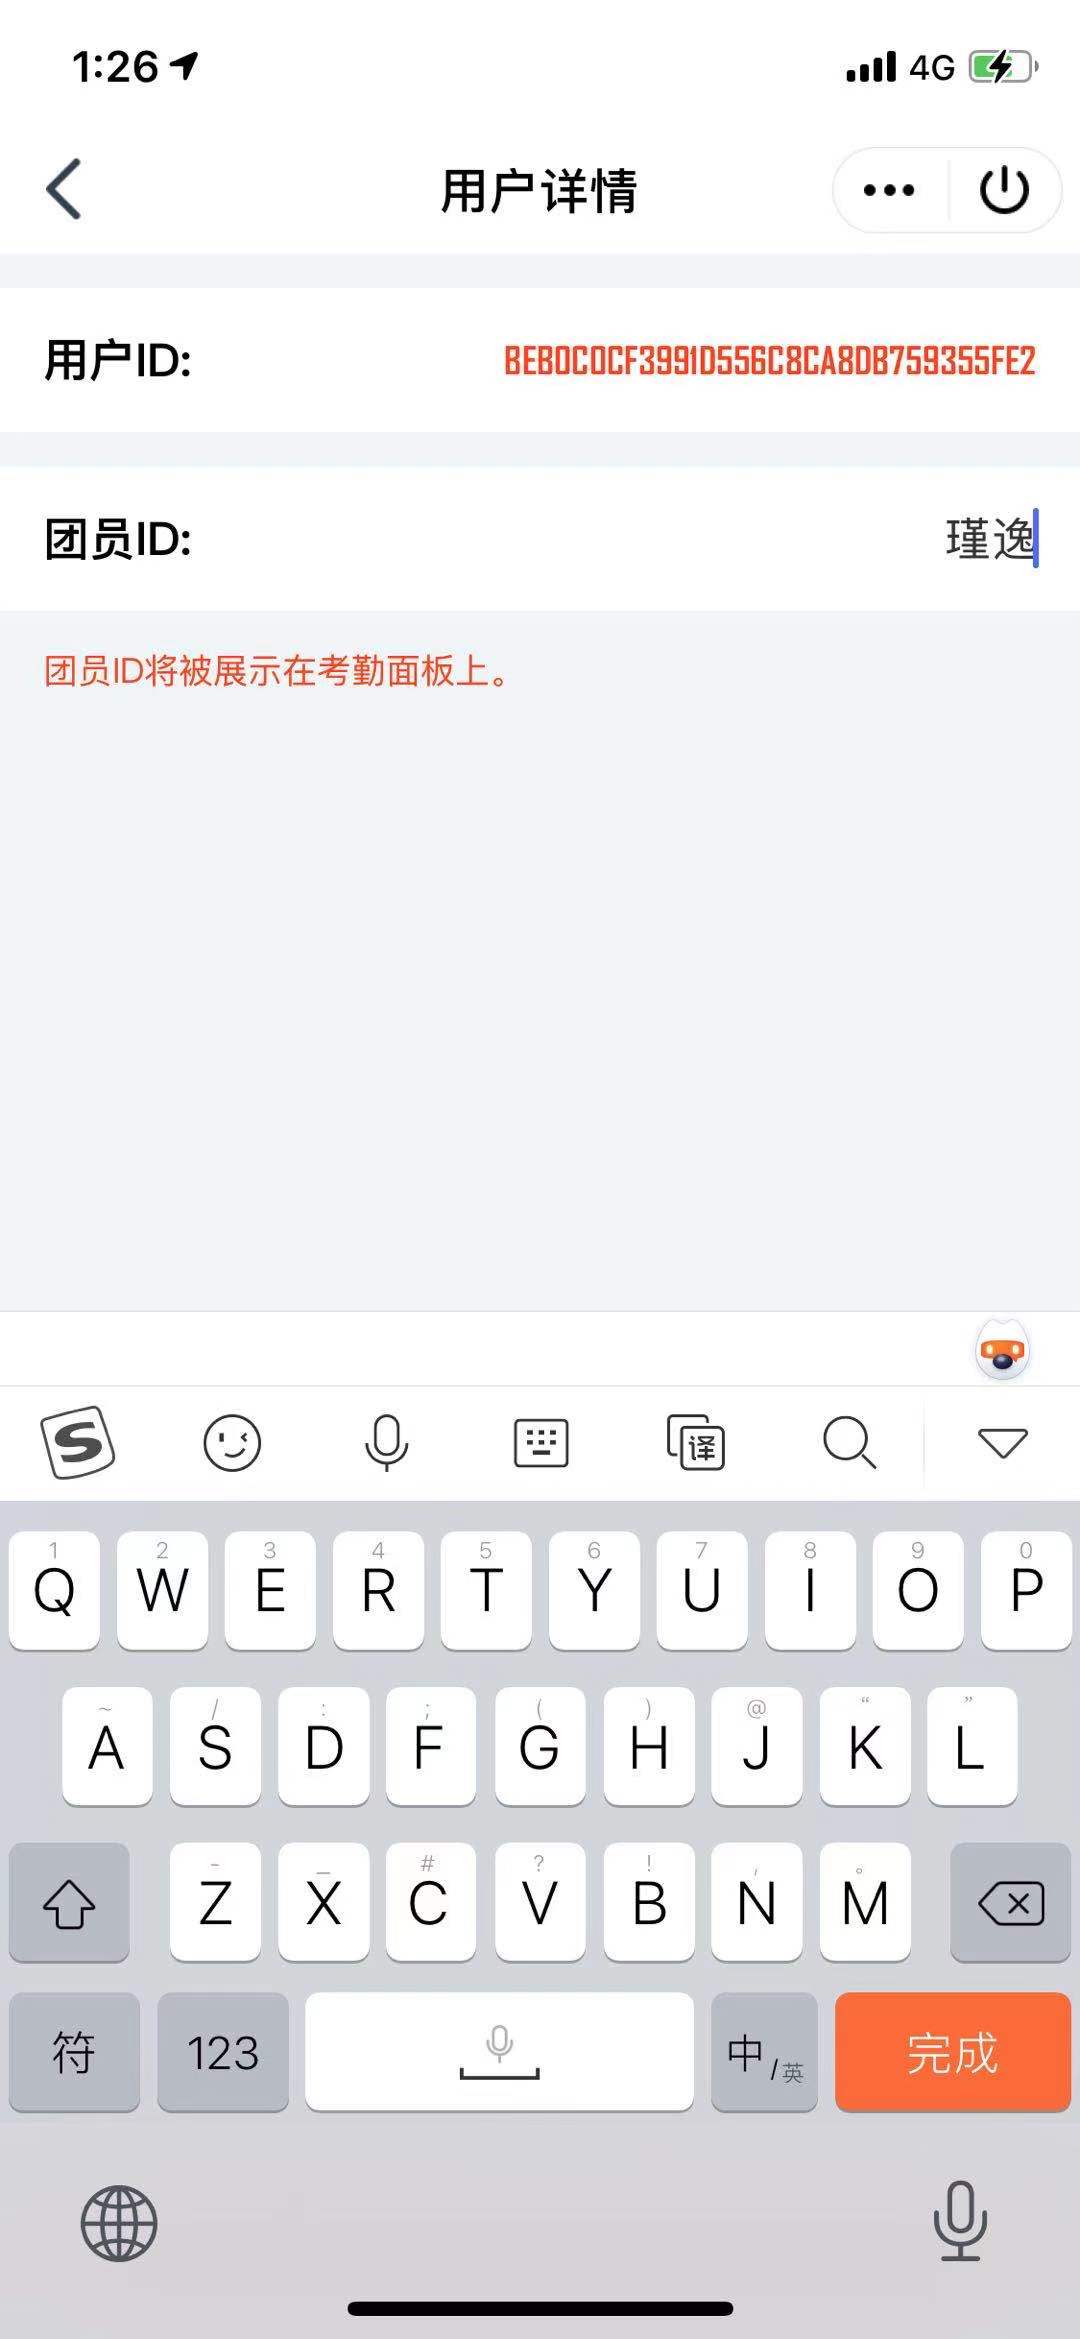 1:26
4G
用户详情
用户ID:
BEB0C0CF3991D556C8CA8DB759355FE2
团员ID:
瑾逸
团员ID将被展示在考勤面板上。
S
译
1 2 3 4 5 6 7 8 9 0
Q W E R T Y U I O P
~ / : ; ( ) @ “ ”
A S D F G H J K L
- _ # ? ! , 。
Z X C V B N M
符 123 中/英 完成